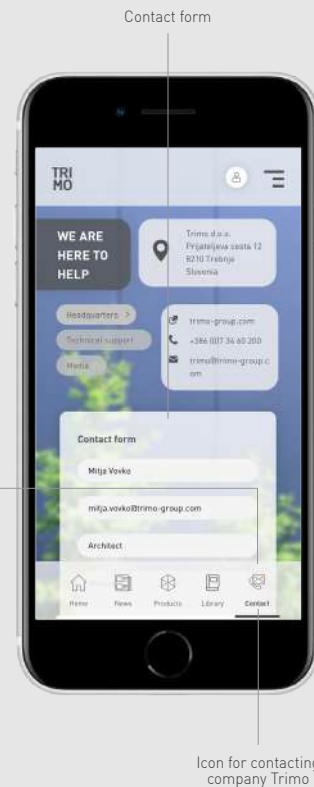 Contact form
TRI
MO
WE ARE
HERE TO
HELP
Trimo d.o.o.
Prijateljeva cesta 12
8210 Trebnje
Slovenia
Headquarters >
Technical support
Media
trimo-group.com
+386 (0)7 34 60 200
trimo@trimo-group.c
om
Contact form
Mitja Vovko
mitja.vovko@trimo-group.com
Architect
Home
News
Products
Library
Contact
Icon for contacting
company Trimo